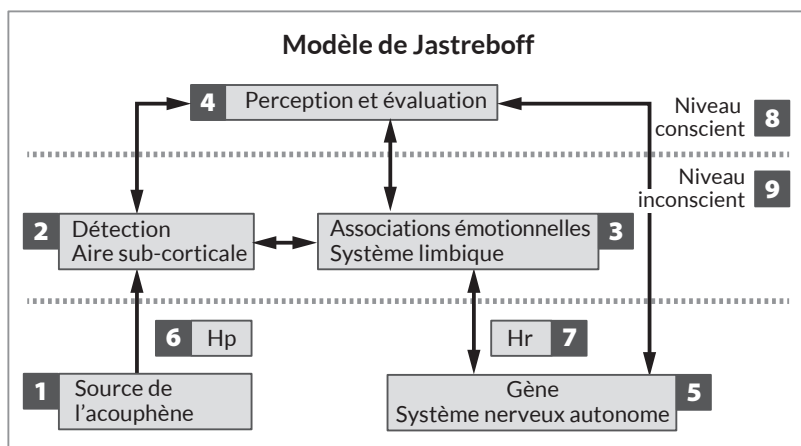 Modèle de Jastreboff
4 Perception et évaluation
Niveau
conscient 8
Niveau
inconscient 9
2 Détection
Aire sub-corticale
Associations émotionnelles 3
Système limbique
6 Hp
Hr 7
1 Source de
l'acouphène
Gêne 5
Système nerveux autonome